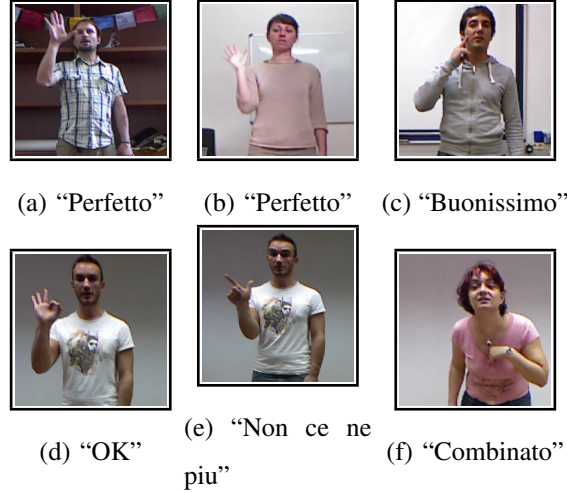 (a) “Perfetto” (b) “Perfetto” (c) “Buonissimo”
(d) “OK”
(e) “Non ce ne
piu”
(f) “Combinato”